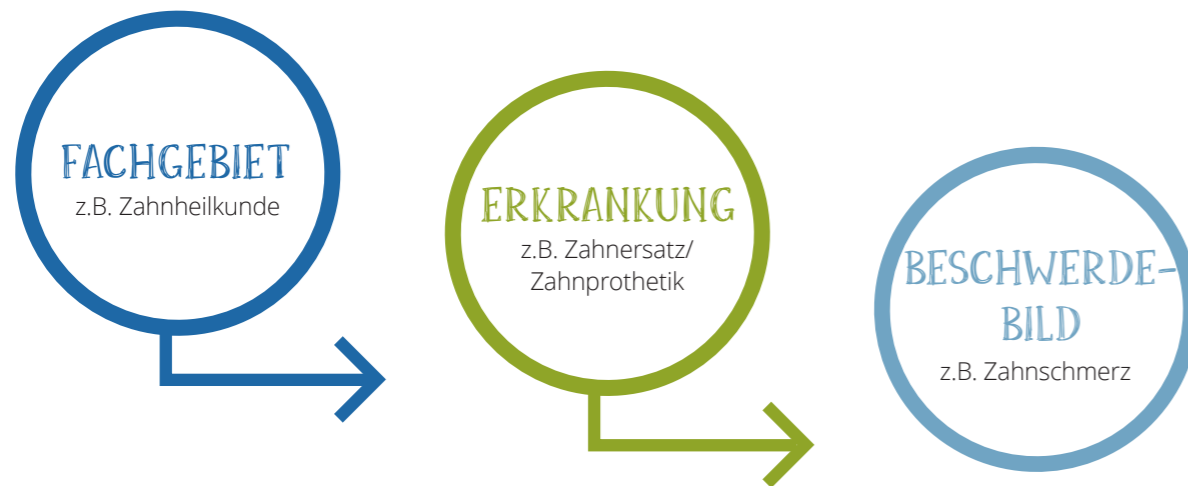 FACHGEBIET
z.B. Zahnheilkunde
ERKRANKUNG
z.B. Zahnersatz/
Zahnprothetik
BESCHWERDE-
BILD
z.B. Zahnschmerz